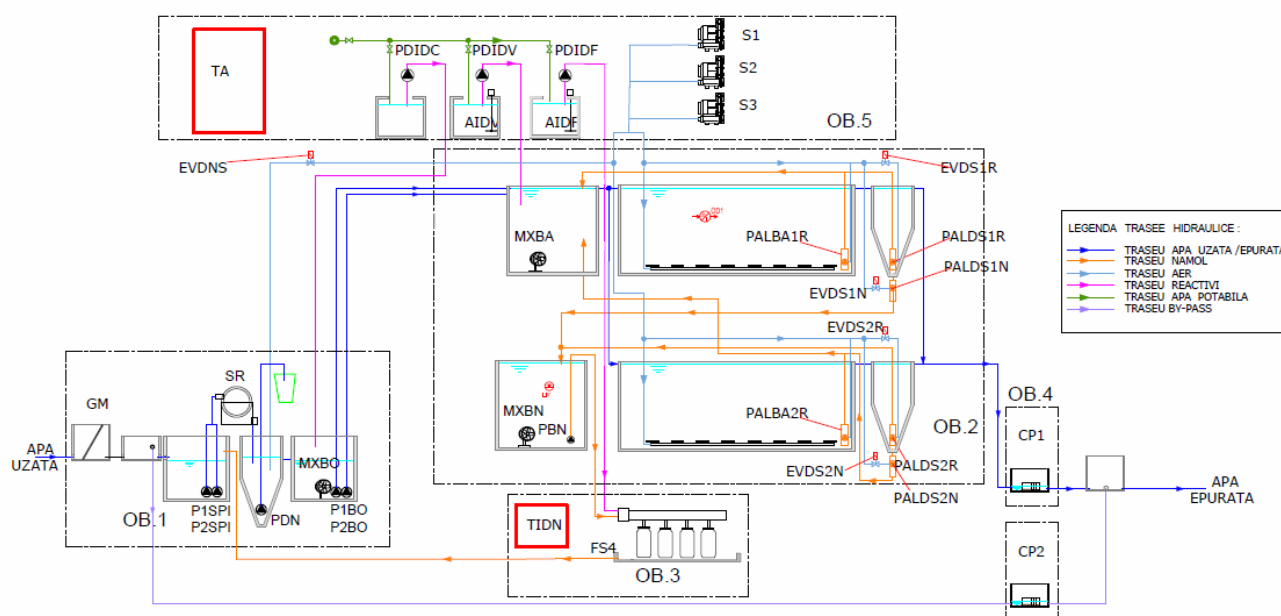 PDIDC
PDIDV
PDIDF
S1
TA
S2
S3
AIDV
AIDF
OB.5
EVDNS
EVDS1R
MXBA
PALBA1R
PALDS1R
PALDS1N
EVDS1N
EVDS2R
LEGENDA TRASEE HIDRAULICE :
TRASEU APA UZATA /EPURATA
TRASEU NAMOL
TRASEU AER
TRASEU REACTIVI
TRASEU APA POTABILA
TRASEU BY-PASS
SR
GM
MXBN
PBN
PALBA2R
OB.2
OB.4
CP1
APA
UZATA
MXBO
EVDS2N
PALDS2R
PALDS2N
APA
EPURATA
P1SPI
P2SPI
OB.1
PDN
P1BO
P2BO
TIDN
FS4
OB.3
CP2